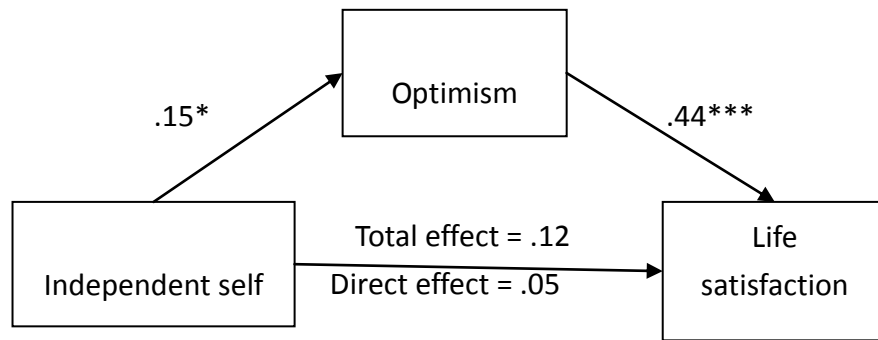 Optimism
.15*
.44***
Independent self
Total effect = .12
Direct effect = .05
Life
satisfaction